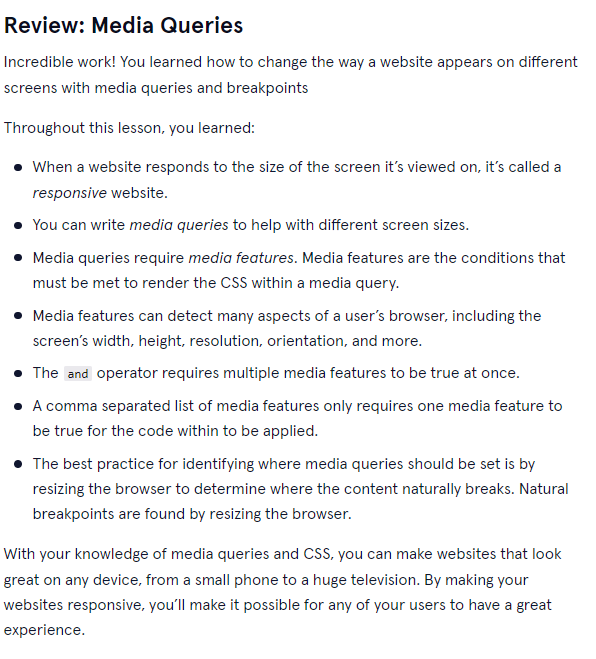 Review: Media Queries
Incredible work! You learned how to change the way a website appears on different
screens with media queries and breakpoints
Throughout this lesson, you learned:
When a website responds to the size of the screen it’s viewed on, it’s called a
responsive website.
You can write media queries to help with different screen sizes.
Media queries require media features. Media features are the conditions that
must be met to render the CSS within a media query.
Media features can detect many aspects of a user’s browser, including the
screen’s width, height, resolution, orientation, and more.
The and operator requires multiple media features to be true at once.
A comma separated list of media features only requires one media feature to
be true for the code within to be applied.
The best practice for identifying where media queries should be set is by
resizing the browser to determine where the content naturally breaks. Natural
breakpoints are found by resizing the browser.
With your knowledge of media queries and CSS, you can make websites that look
great on any device, from a small phone to a huge television. By making your
websites responsive, you’ll make it possible for any of your users to have a great
experience.